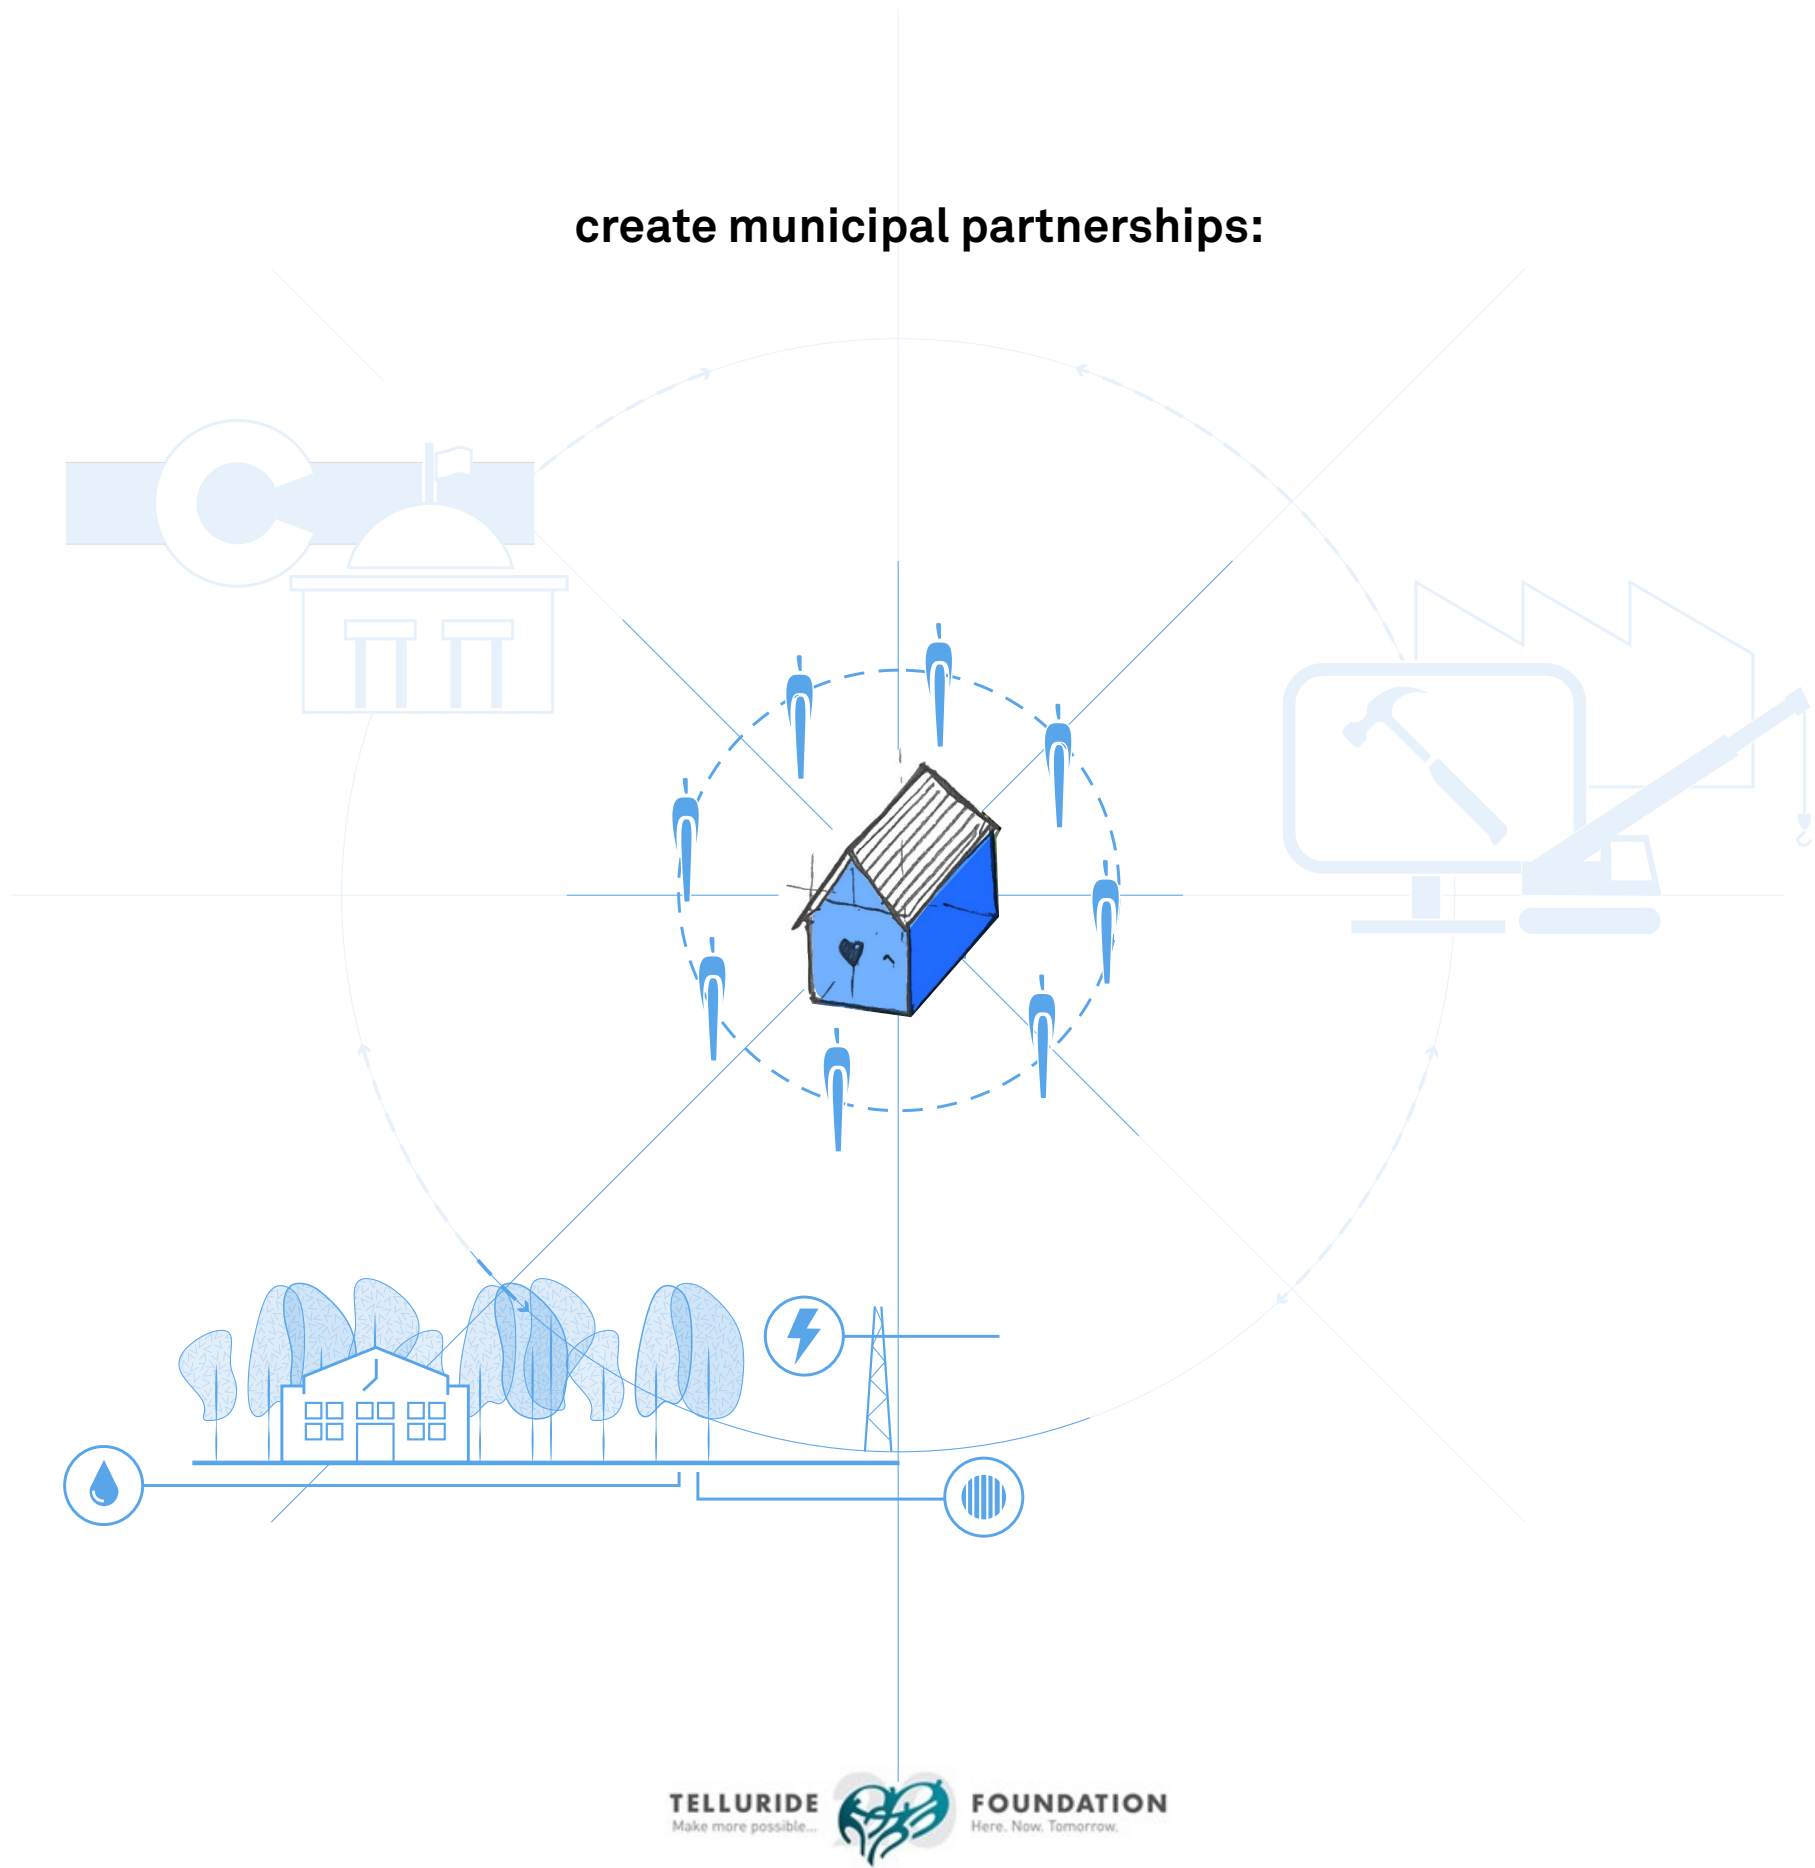 create municipal partnerships:
TELLURIDE FOUNDATION
Make more possible... Here. Now. Tomorrow.